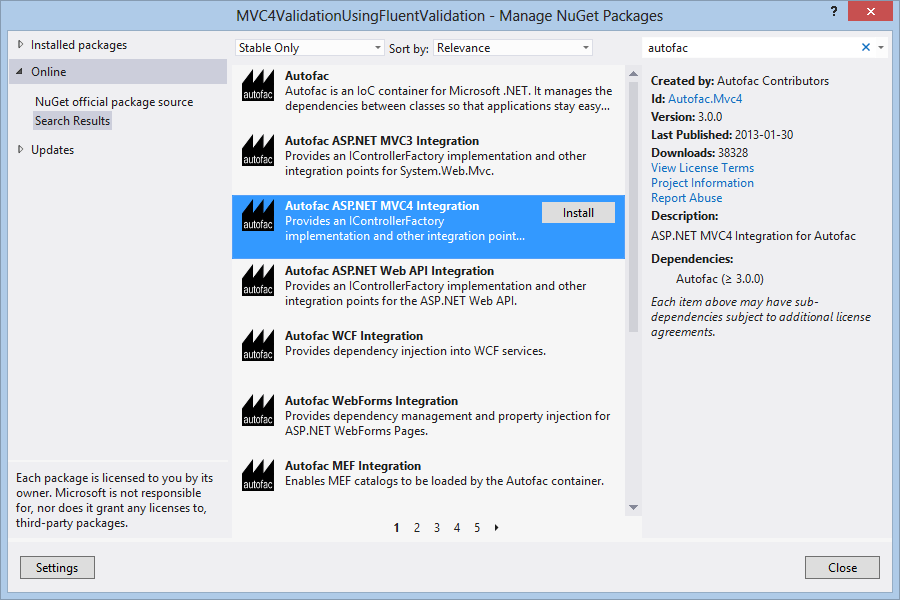 MVC4ValidationUsingFluentValidation - Manage NuGet Packages
?
Installed packages
Online
NuGet official package source
Search Results
Updates
Each package is licensed to you by its
owner. Microsoft is not responsible
for, nor does it grant any licenses to,
third-party packages.
Stable Only
Sort by:
Relevance
autofac
Autofac
Autofac is an IoC container for Microsoft .NET. It manages the
dependencies between classes so that applications stay easy...
autofac
Autofac ASP.NET MVC3 Integration
Provides an IControllerFactory implementation and other
integration points for System.Web.Mvc.
autofac
Autofac ASP.NET MVC4 Integration
Provides an IControllerFactory
implementation and other integration point...
Install
autofac
Autofac ASP.NET Web API Integration
Provides an IControllerFactory implementation and other
integration points for the ASP.NET Web API.
autofac
Autofac WCF Integration
Provides dependency injection into WCF services.
autofac
Autofac WebForms Integration
Provides dependency management and property injection for
ASP.NET WebForms Pages.
autofac
Autofac MEF Integration
Enables MEF catalogs to be loaded by the Autofac container.
1 2 3 4 5
autofac
Created by: Autofac Contributors
Id: Autofac.Mvc4
Version: 3.0.0
Last Published: 2013-01-30
Downloads: 38328
View License Terms
Project Information
Report Abuse
Description:
ASP.NET MVC4 Integration for Autofac
Dependencies:
Autofac (≥ 3.0.0)
Each item above may have sub-
dependencies subject to additional license
agreements.
Settings
Close